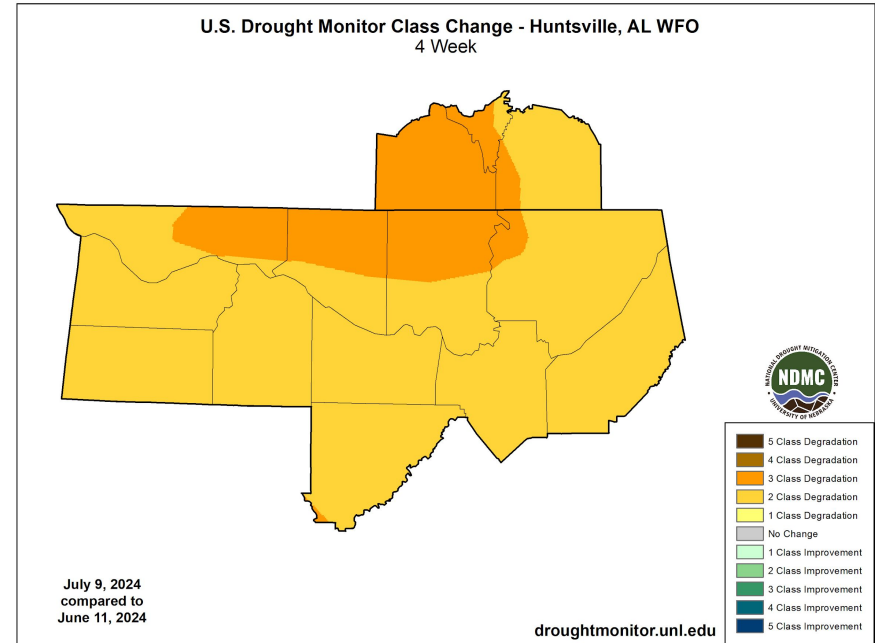 U.S. Drought Monitor Class Change - Huntsville, AL WFO
4 Week
NATIONAL DROUGHT MITIGATION CENTER
NDMC
UNIVERSITY OF NEBRASKA
5 Class Degradation
4 Class Degradation
3 Class Degradation
2 Class Degradation
1 Class Degradation
No Change
1 Class Improvement
2 Class Improvement
3 Class Improvement
4 Class Improvement
5 Class Improvement
July 9, 2024
compared to
June 11, 2024
droughtmonitor.unl.edu